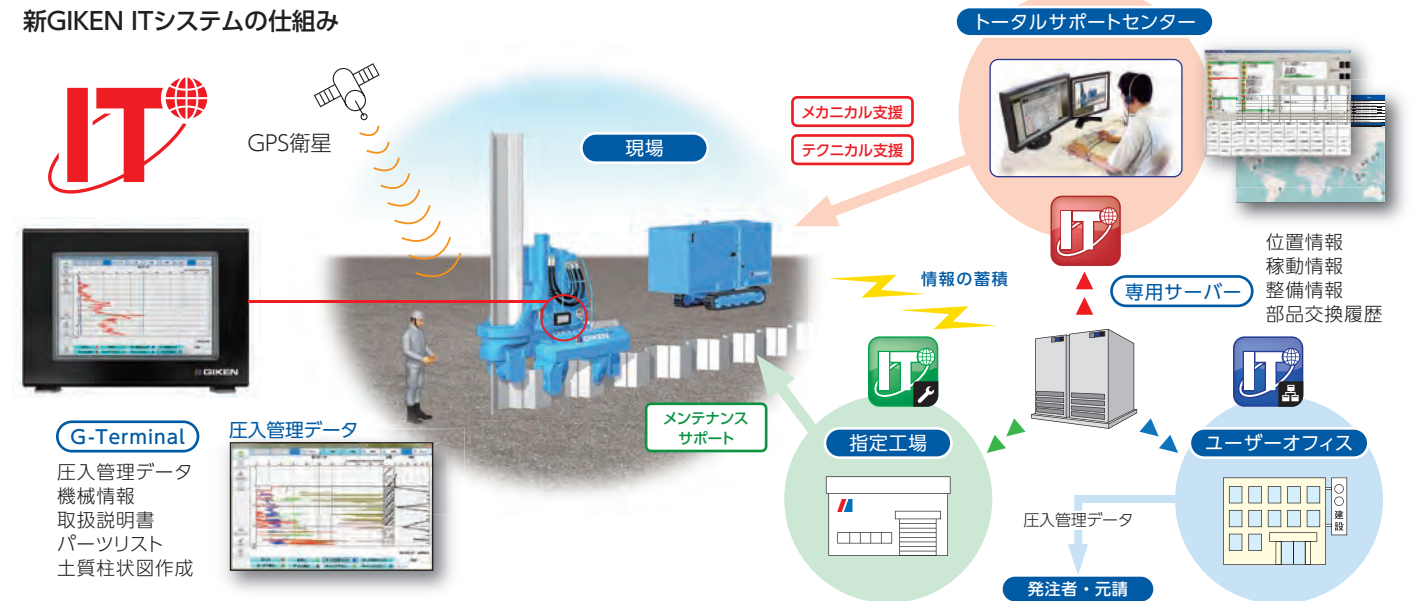 新GIKEN ITシステムの仕組み
IT
GPS衛星
現場
メカニカル支援
テクニカル支援
トータルサポートセンター
IT
位置情報
稼動情報
整備情報
部品交換履歴
情報の蓄積
専用サーバー
IT
IT
GIKEN
GIKEN
G-Terminal
圧入管理データ
機械情報
取扱説明書
パーツリスト
土質柱状図作成
圧入管理データ
メンテナンス
サポート
指定工場
ユーザーオフィス
〇〇建設
圧入管理データ
発注者・元請